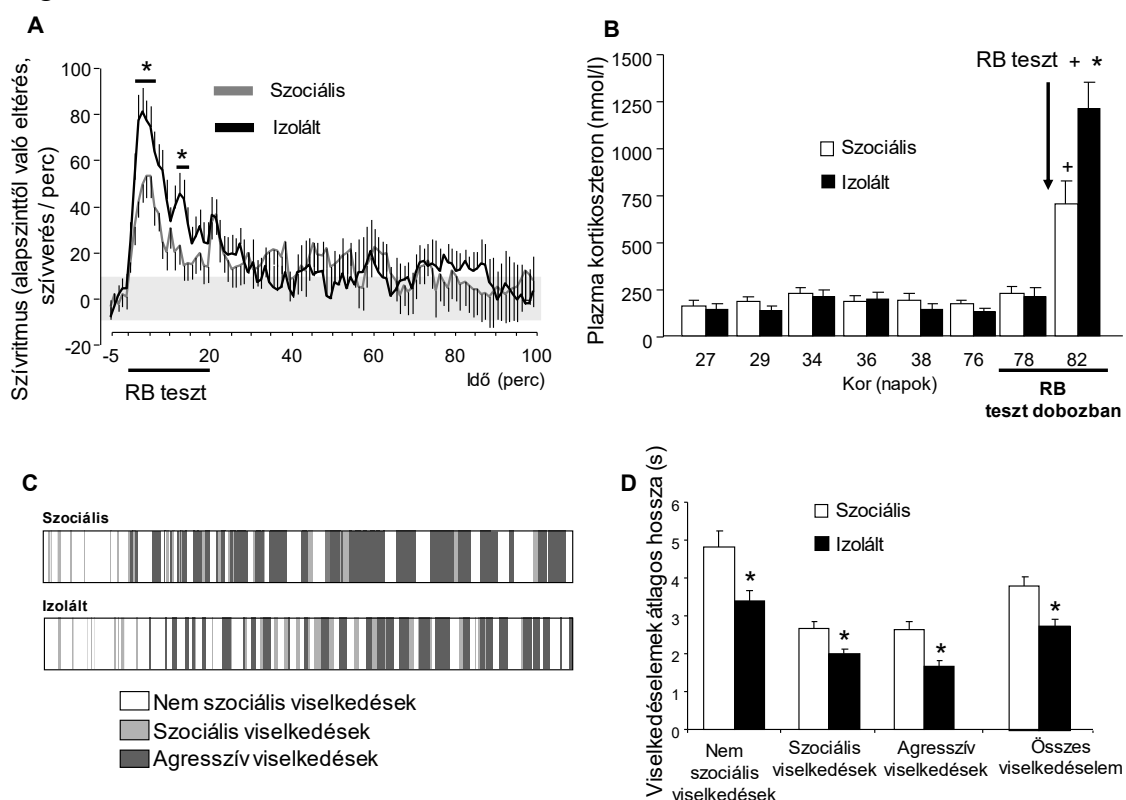 A
Szívritmus (alapszinttől való eltérés,
szívverés / perc)
100
80
60
40
20
0
-20
*
*
Szociális
Izolált
-5
20
40
60
80
100
Idő (perc)
RB teszt
B
Plazma kortikoszteron (nmol/l)
1500
1250
1000
750
500
250
0
RB teszt + *
+
Szociális
Izolált
27 29 34 36 38 76 78 82
Kor (napok)
RB
teszt dobozban
C
Szociális
Izolált
Nem szociális viselkedések
Szociális viselkedések
Agresszív viselkedések
D
Viselkedéselemek átlagos hossza (s)
6
5
4
3
2
1
0
Szociális
Izolált
*
*
*
*
Nem
szociális
viselkedések
Szociális
viselkedések
Agresszív
viselkedések
Összes
viselkedéselem